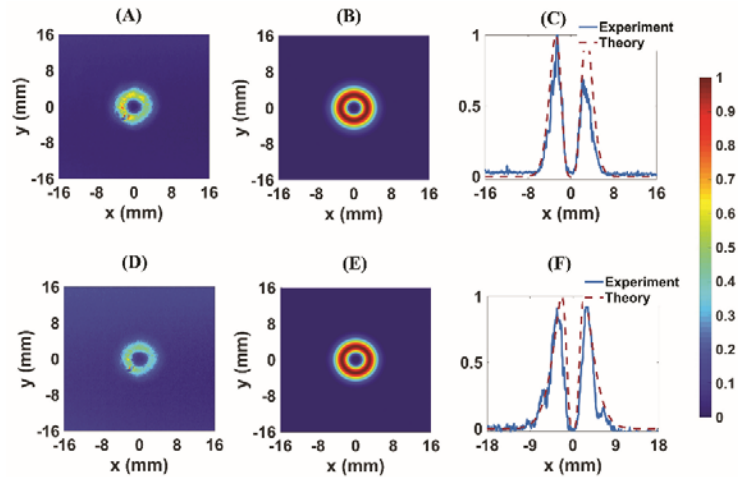 (A) (B) (C)
16 16 Experiment
Theory
1
8 8
y (mm) 0 y (mm) 0 0.5
-8 -8
-16 -16 0
-16 -8 0 8 16 -16 -8 0 8 16 -16 -8 0 8 16
x (mm) x (mm) x (mm)
1
0.9
0.8
0.7
0.6
0.5
0.4
0.3
0.2
0.1
0
(D) (E) (F)
16 16 Experiment
Theory
1
8 8
y (mm) 0 y (mm) 0 0.5
-8 -8
-16 -16 0
-16 -8 0 8 16 -16 -8 0 8 16 -18 -9 0 9 18
x (mm) x (mm) x (mm)